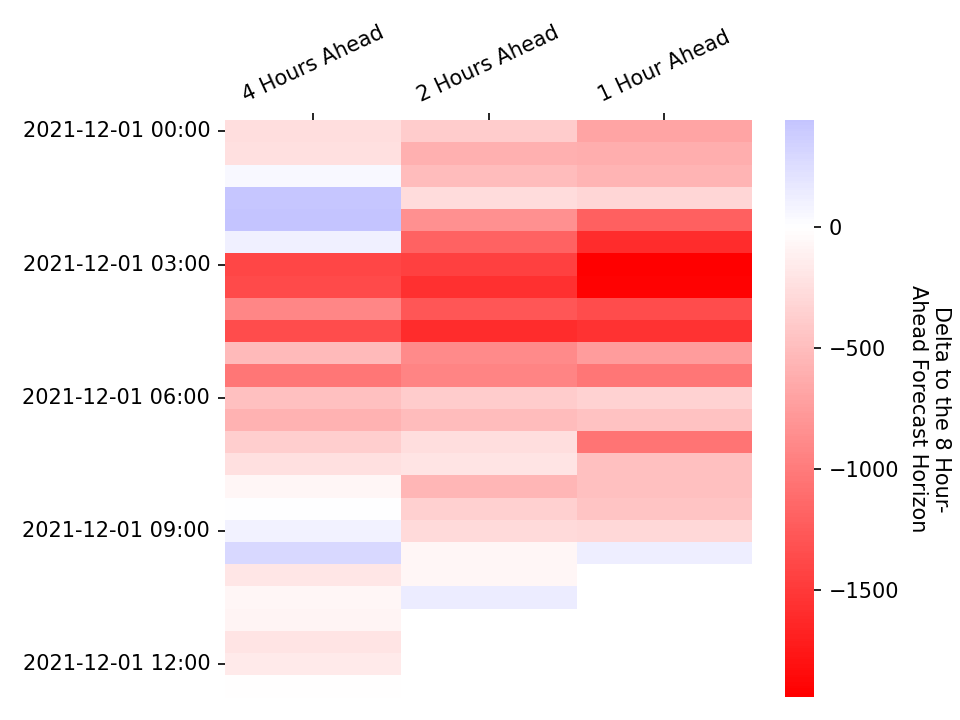 4 Hours Ahead
2 Hours Ahead
1 Hour Ahead
2021-12-01 00:00
2021-12-01 03:00
2021-12-01 06:00
2021-12-01 09:00
2021-12-01 12:00
0
−500
−1000
−1500
Delta to the 8 Hour-
Ahead Forecast Horizon